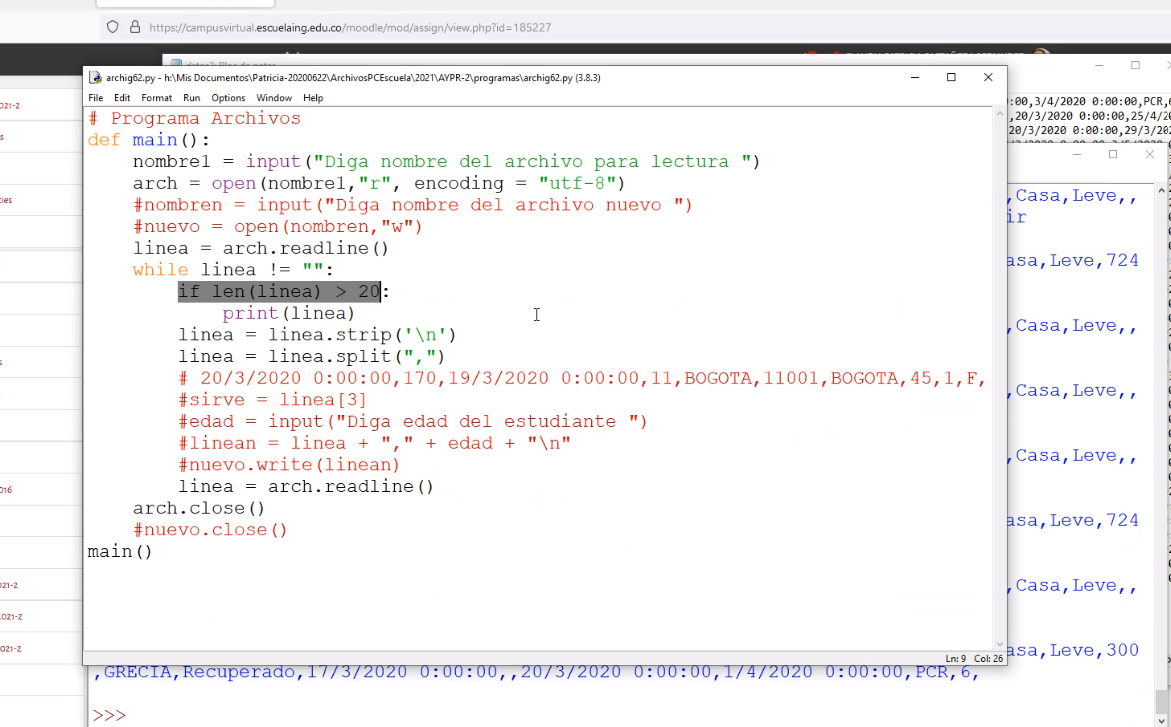 https://campusvirtual.escuelaing.edu.co/moodle/mod/assign/view.php?id=185227
archig62.py - h:\Mis Documentos\Patricia-20200622\ArchivosPCEscuela\2021\AYPR-2\programas\archig62.py (3.8.3)
File Edit Format Run Options Window Help
# Programa Archivos
def main():
nombre1 = input("Diga nombre del archivo para lectura ")
arch = open(nombre1,"r", encoding = "utf-8")
#nombren = input("Diga nombre del archivo nuevo ")
#nuevo = open(nombren,"w")
linea = arch.readline()
while linea != "":
if len(linea) > 20:
print(linea)
linea = linea.strip('\n')
linea = linea.split(",")
# 20/3/2020 0:00:00,170,19/3/2020 0:00:00,11,BOGOTA,11001,BOGOTA,45,1,F,
#sirve = linea[3]
#edad = input("Diga edad del estudiante ")
#linean = linea + "," + edad + "\n"
#nuevo.write(linean)
linea = arch.readline()
arch.close()
#nuevo.close()
main()
Ln: 9 Col: 26
:00,3/4/2020 0:00:00,PCR,
,20/3/2020 0:00:00,25/4/2
20/3/2020 0:00:00,29/3/20
,Casa,Leve,,
ir
asa,Leve,724
,Casa,Leve,,
,Casa,Leve,,
,Casa,Leve,,
asa,Leve,724
,Casa,Leve,,
asa,Leve,300
,GRECIA,Recuperado,17/3/2020 0:00:00,,20/3/2020 0:00:00,1/4/2020 0:00:00,PCR,6,
>>>
021-2
s
cies
s
016
021-2
2021-2
021-2